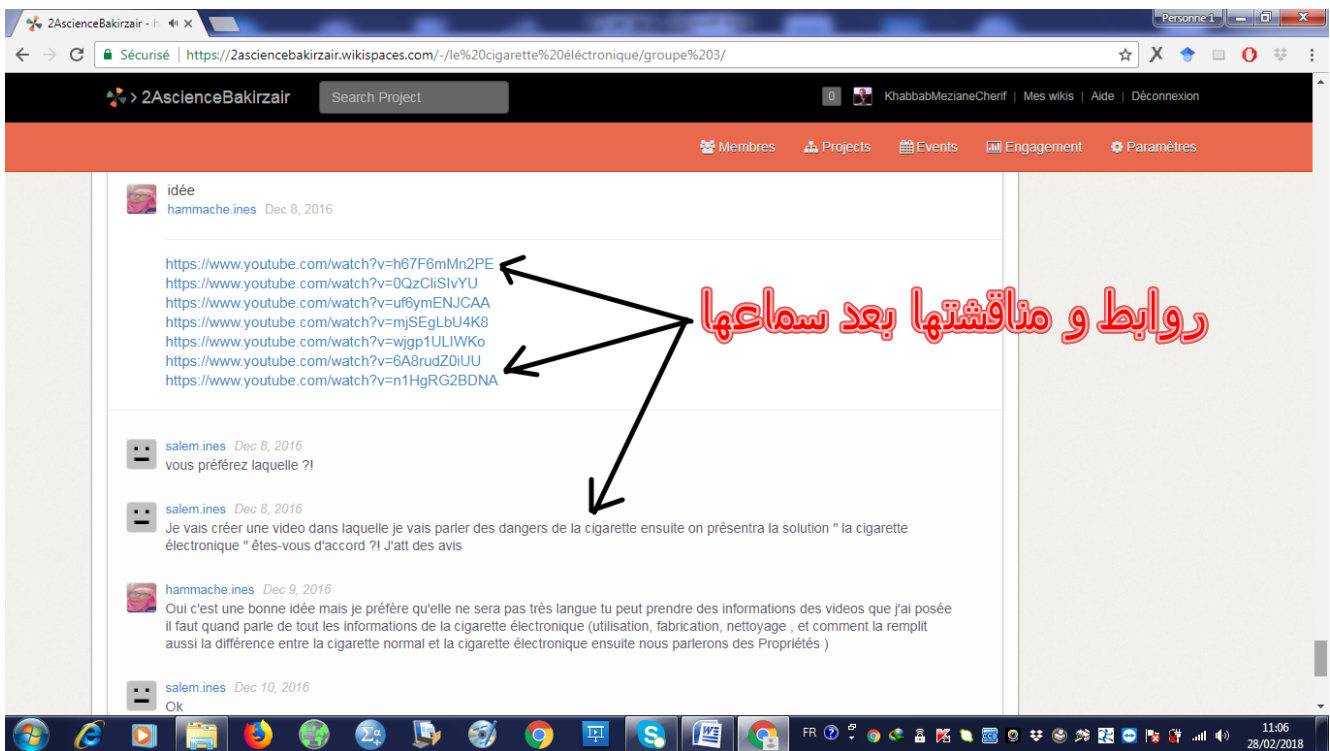 2AscienceBakirzair - h
Personne 1
Sécurisé | https://2asciencebakirzair.wikispaces.com/-/le%20cigarette%20éléctronique/groupe%203/
> 2AscienceBakirzair
Search Project
0 KhabbabMezianeCherif | Mes wikis | Aide | Déconnexion
Membres Projects Events Engagement Paramètres
idée
hammache.ines Dec 8, 2016
https://www.youtube.com/watch?v=h67F6mMn2PE
https://www.youtube.com/watch?v=0QzCliSIvYU
https://www.youtube.com/watch?v=uf6ymENJCAA
https://www.youtube.com/watch?v=mjSEgLbU4K8
https://www.youtube.com/watch?v=wjgp1ULIWKo
https://www.youtube.com/watch?v=6A8rudZ0iUU
https://www.youtube.com/watch?v=n1HgRG2BDNA
روابط و مناقشتها بعد سماعها
salem.ines Dec 8, 2016
vous préférez laquelle ?!
salem.ines Dec 8, 2016
Je vais créer une video dans laquelle je vais parler des dangers de la cigarette ensuite on présentra la solution " la cigarette
électronique " êtes-vous d'accord ?! J'att des avis
hammache.ines Dec 9, 2016
Oui c'est une bonne idée mais je préfère qu'elle ne sera pas très langue tu peut prendre des informations des videos que j'ai posée
il faut quand parle de tout les informations de la cigarette électronique (utilisation, fabrication, nettoyage , et comment la remplit
aussi la différence entre la cigarette normal et la cigarette électronique ensuite nous parlerons des Propriétés )
salem.ines Dec 10, 2016
Ok
FR
11:06
28/02/2018